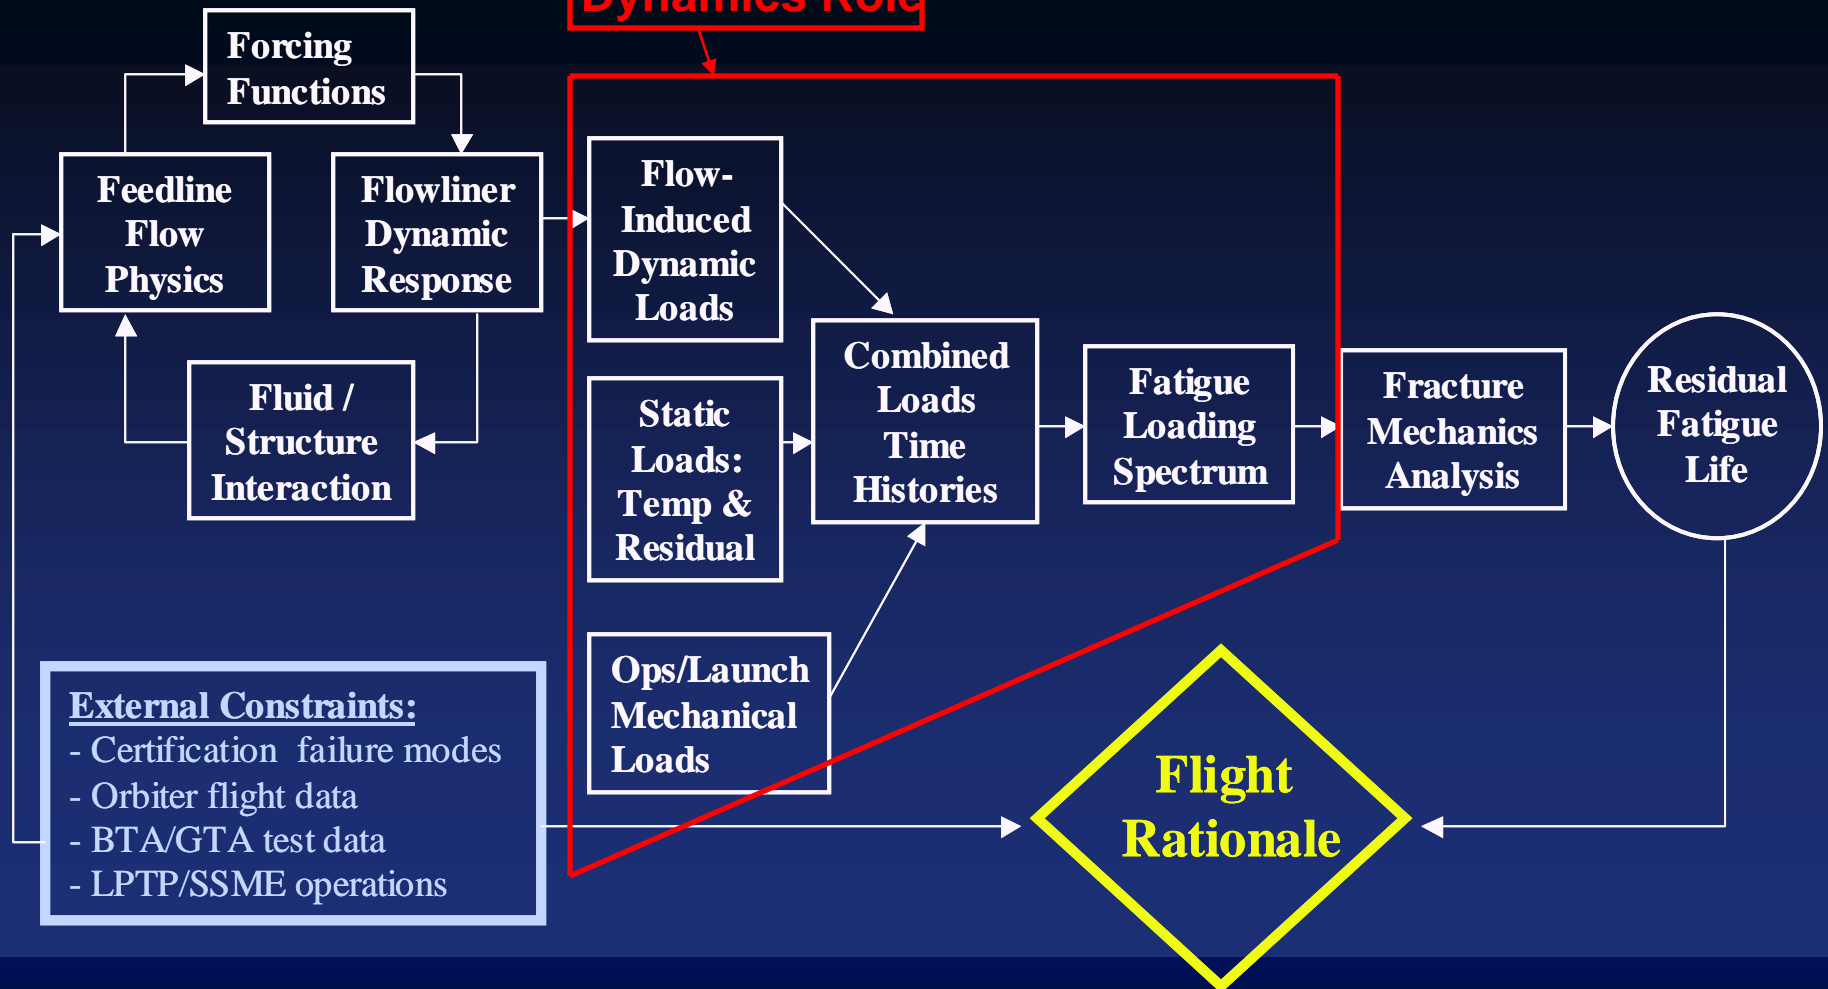 Dynamics Role
Forcing
Functions
Feedline
Flow
Physics
Flowliner
Dynamic
Response
Fluid /
Structure
Interaction
Flow-
Induced
Dynamic
Loads
Static
Loads:
Temp &
Residual
Ops/Launch
Mechanical
Loads
Combined
Loads
Time
Histories
Fatigue
Loading
Spectrum
Fracture
Mechanics
Analysis
Residual
Fatigue
Life
External Constraints:
- Certification  failure modes
- Orbiter flight data
- BTA/GTA test data
- LPTP/SSME operations
Flight
Rationale